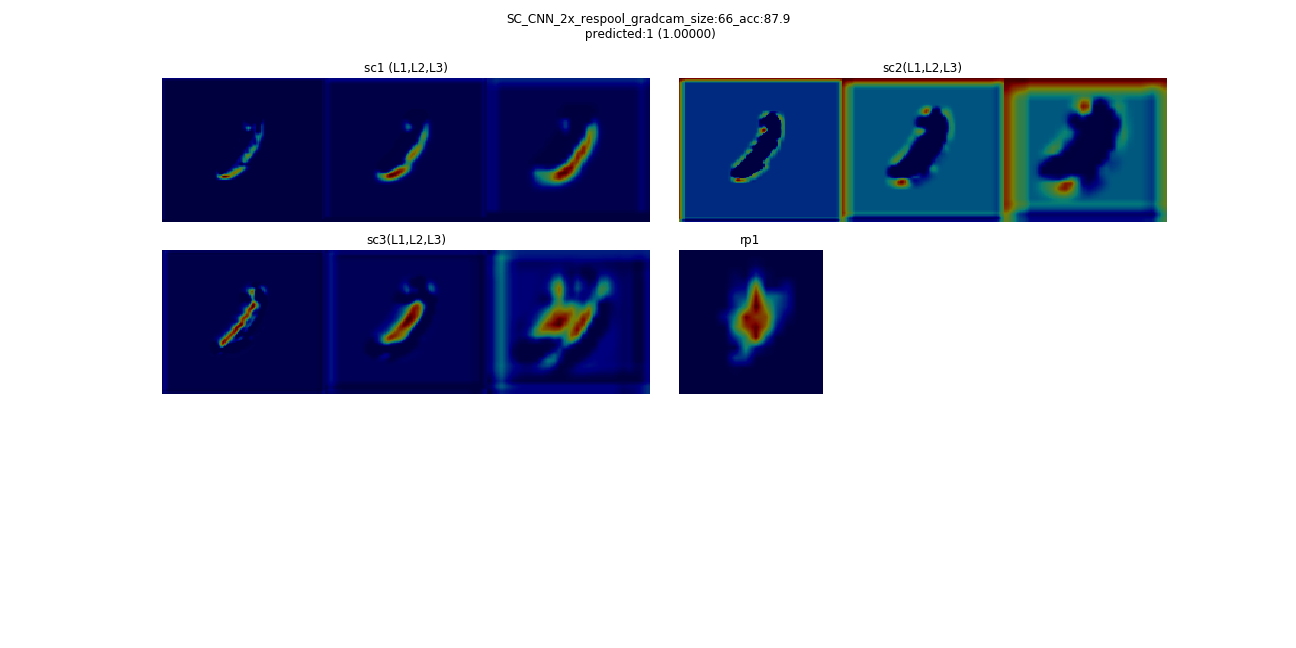 SC_CNN_2x_respool_gradcam_size:66_acc:87.9
predicted:1 (1.00000)
sc1 (L1,L2,L3)
sc2(L1,L2,L3)
sc3(L1,L2,L3)
rp1